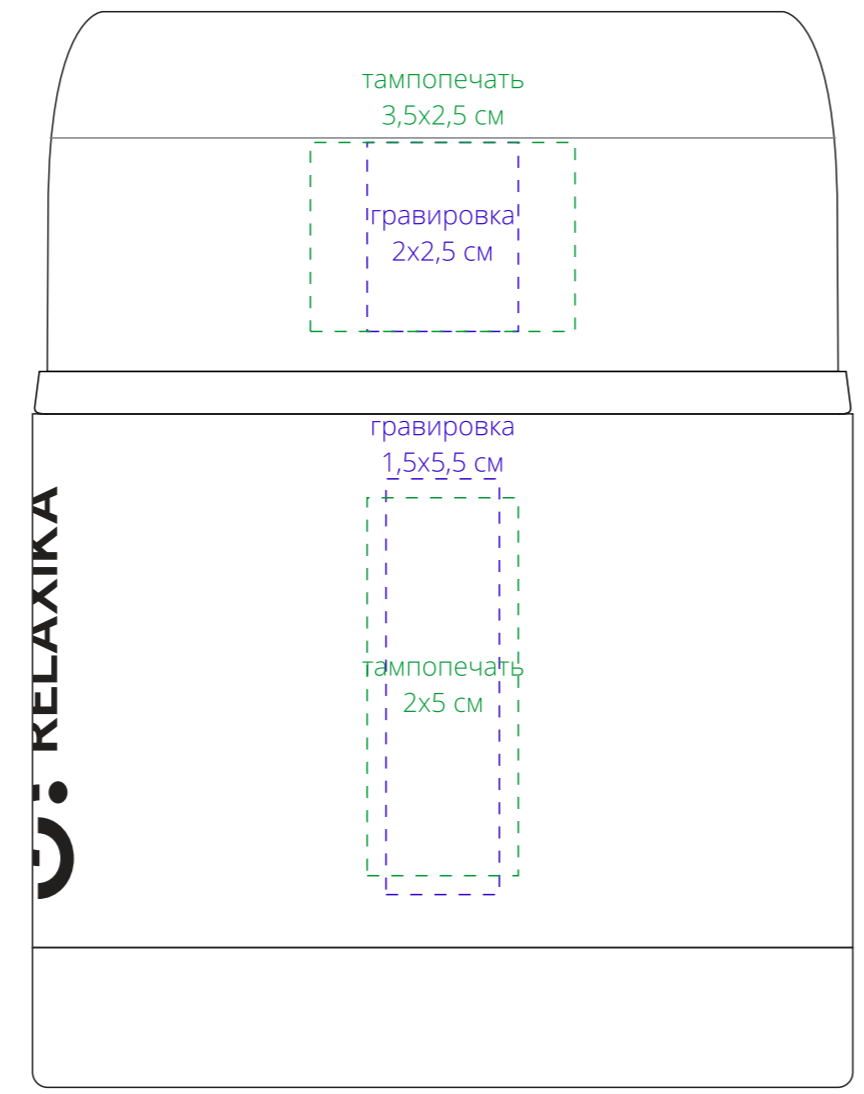 тампопечать
3,5х2,5 см
гравировка
2х2,5 см
гравировка
1,5х5,5 см
RELAXIKA
тампопечать
2х5 см